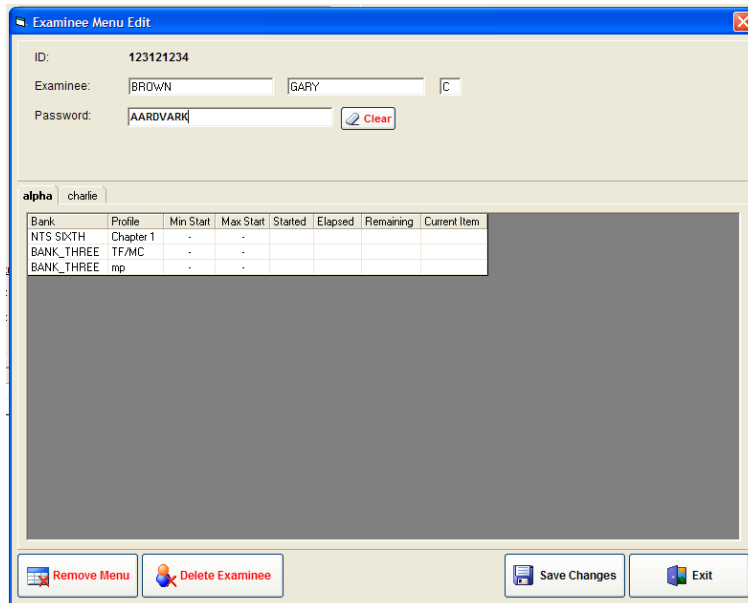 Examinee Menu Edit
ID: 123121234
Examinee: BROWN GARY C
Password: AARDVARK Clear
alpha charlie
Bank Profile Min Start Max Start Started Elapsed Remaining Current Item
NTS SIXTH Chapter 1 - -
BANK_THREE TF/MC - -
BANK_THREE mp - -
Remove Menu Delete Examinee Save Changes Exit